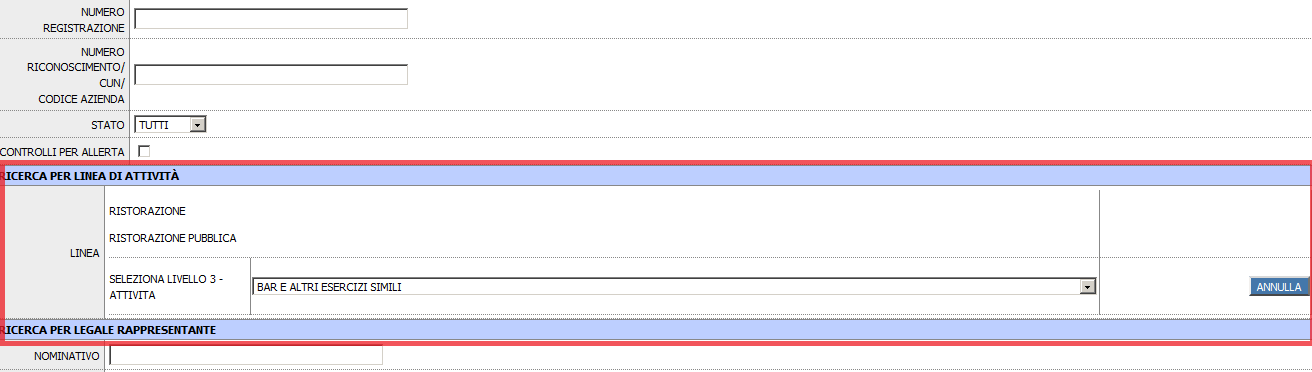 NUMERO
REGISTRAZIONE
NUMERO
RICONOSCIMENTO/
CUN/
CODICE AZIENDA
STATO
TUTTI
CONTROLLI PER ALLERTA
RICERCA PER LINEA DI ATTIVITÀ
LINEA
RISTORAZIONE
RISTORAZIONE PUBBLICA
SELEZIONA LIVELLO 3 -
ATTIVITA
BAR E ALTRI ESERCIZI SIMILI
ANNULLA
RICERCA PER LEGALE RAPPRESENTANTE
NOMINATIVO